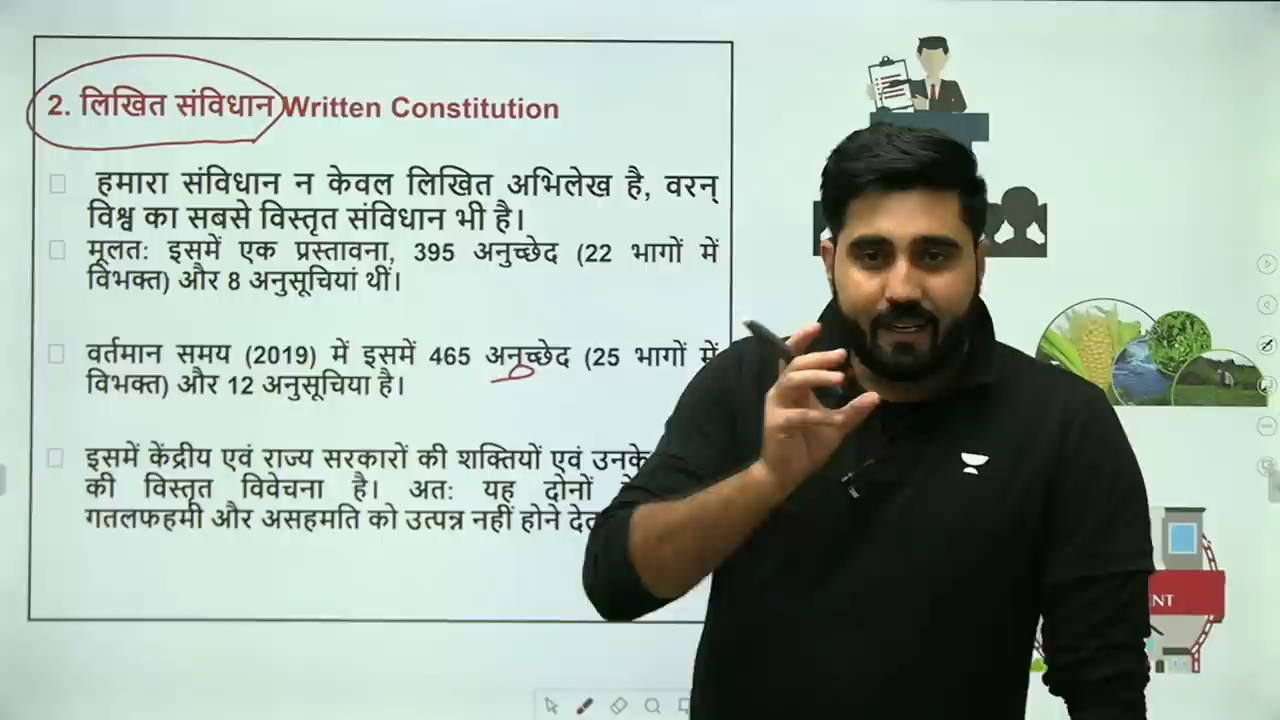 2. लिखित संविधान Written Constitution
हमारा संविधान न केवल लिखित अभिलेख है, वरन्
विश्व का सबसे विस्तृत संविधान भी है।
मूलत: इसमें एक प्रस्तावना, 395 अनुच्छेद (22 भागों में
विभक्त) और 8 अनुसूचियां थीं।
वर्तमान समय (2019) में इसमें 465 अनुच्छेद (25 भागों में
विभक्त) और 12 अनुसूचिया है।
इसमें केंद्रीय एवं राज्य सरकारों की शक्तियों एवं उनके
की विस्तृत विवेचना है। अत: यह दोनों
गतलफहमी और असहमति को उत्पन्न नहीं होने
NT